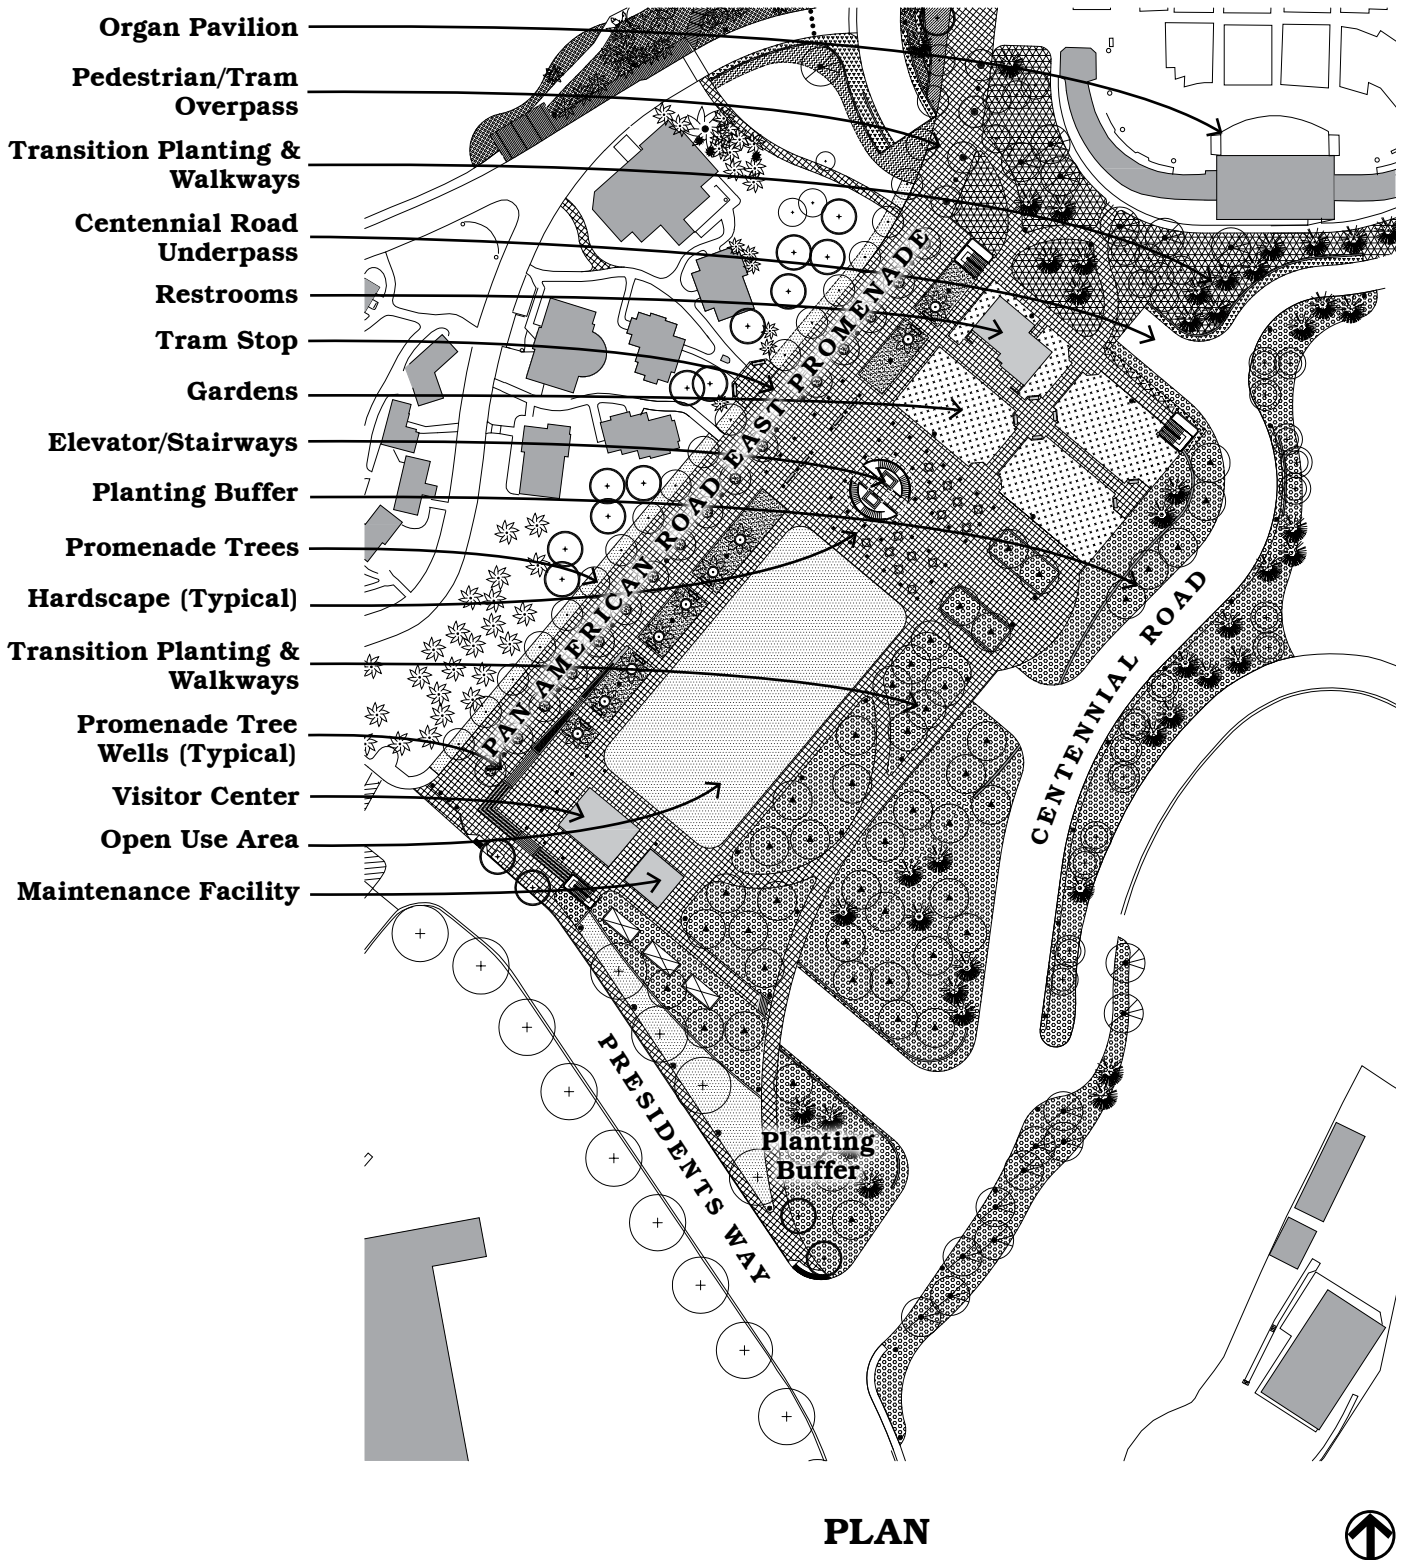 Organ Pavilion
Pedestrian/Tram
Overpass
Transition Planting &
Walkways
Centennial Road
Underpass
Restrooms
Tram Stop
Gardens
Elevator/Stairways
Planting Buffer
Promenade Trees
Hardscape (Typical)
Transition Planting &
Walkways
Promenade Tree
Wells (Typical)
Visitor Center
Open Use Area
Maintenance Facility
PAN AMERICAN ROAD EAST PROMENADE
CENTENNIAL ROAD
PRESIDENTS WAY
Planting
Buffer
PLAN